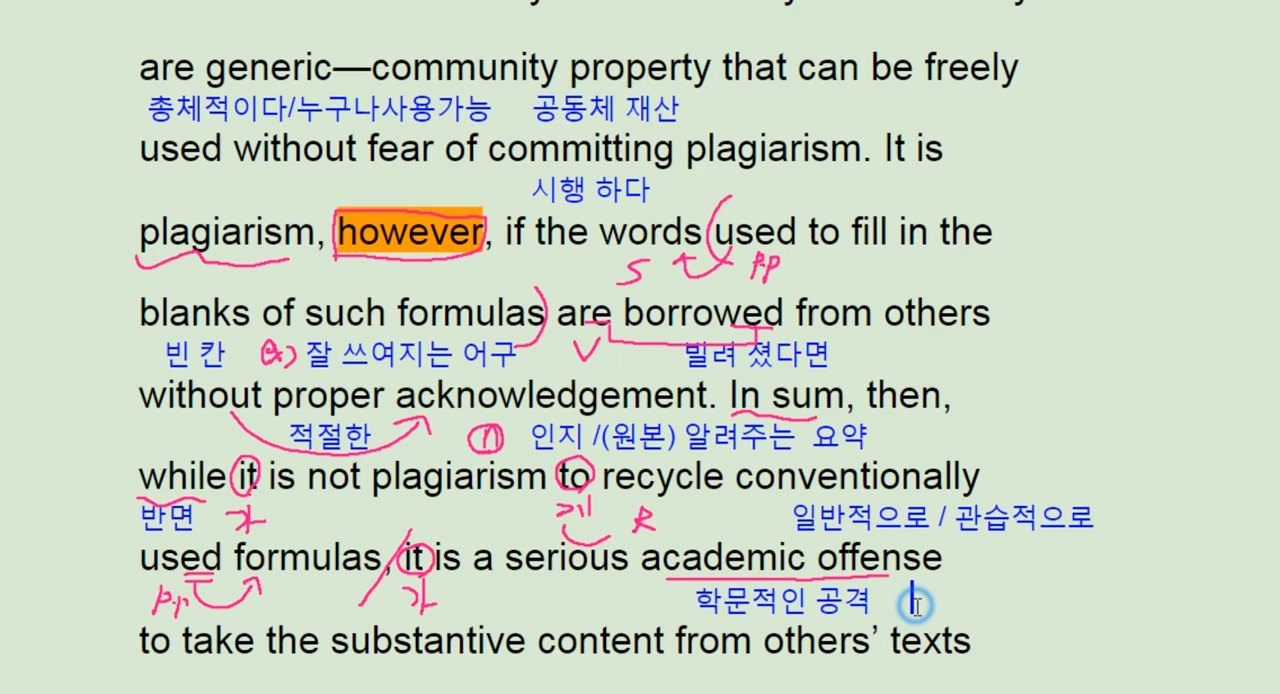 are generic—community property that can be freely
총체적이다/누구나사용가능 공동체 재산
used without fear of committing plagiarism. It is
시행 하다
plagiarism, however, if the words used to fill in the
S p.p
blanks of such formulas are borrowed from others
빈 칸 잘 쓰여지는 어구 V 빌려 졌다면
without proper acknowledgement. In sum, then,
적절한 ⓝ 인지 /(원본) 알려주는 요약
while it is not plagiarism to recycle conventionally
반면 가 R 일반적으로 / 관습적으로
used formulas, it is a serious academic offense
p.p 가 학문적인 공격
to take the substantive content from others’ texts